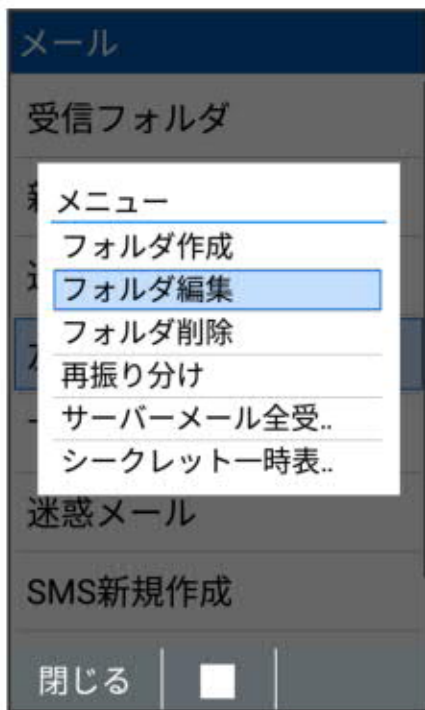 メール
受信フォルダ
メニュー
フォルダ作成
フォルダ編集
フォルダ削除
再振り分け
サーバーメール全受..
シークレット一時表..
迷惑メール
SMS新規作成
閉じる